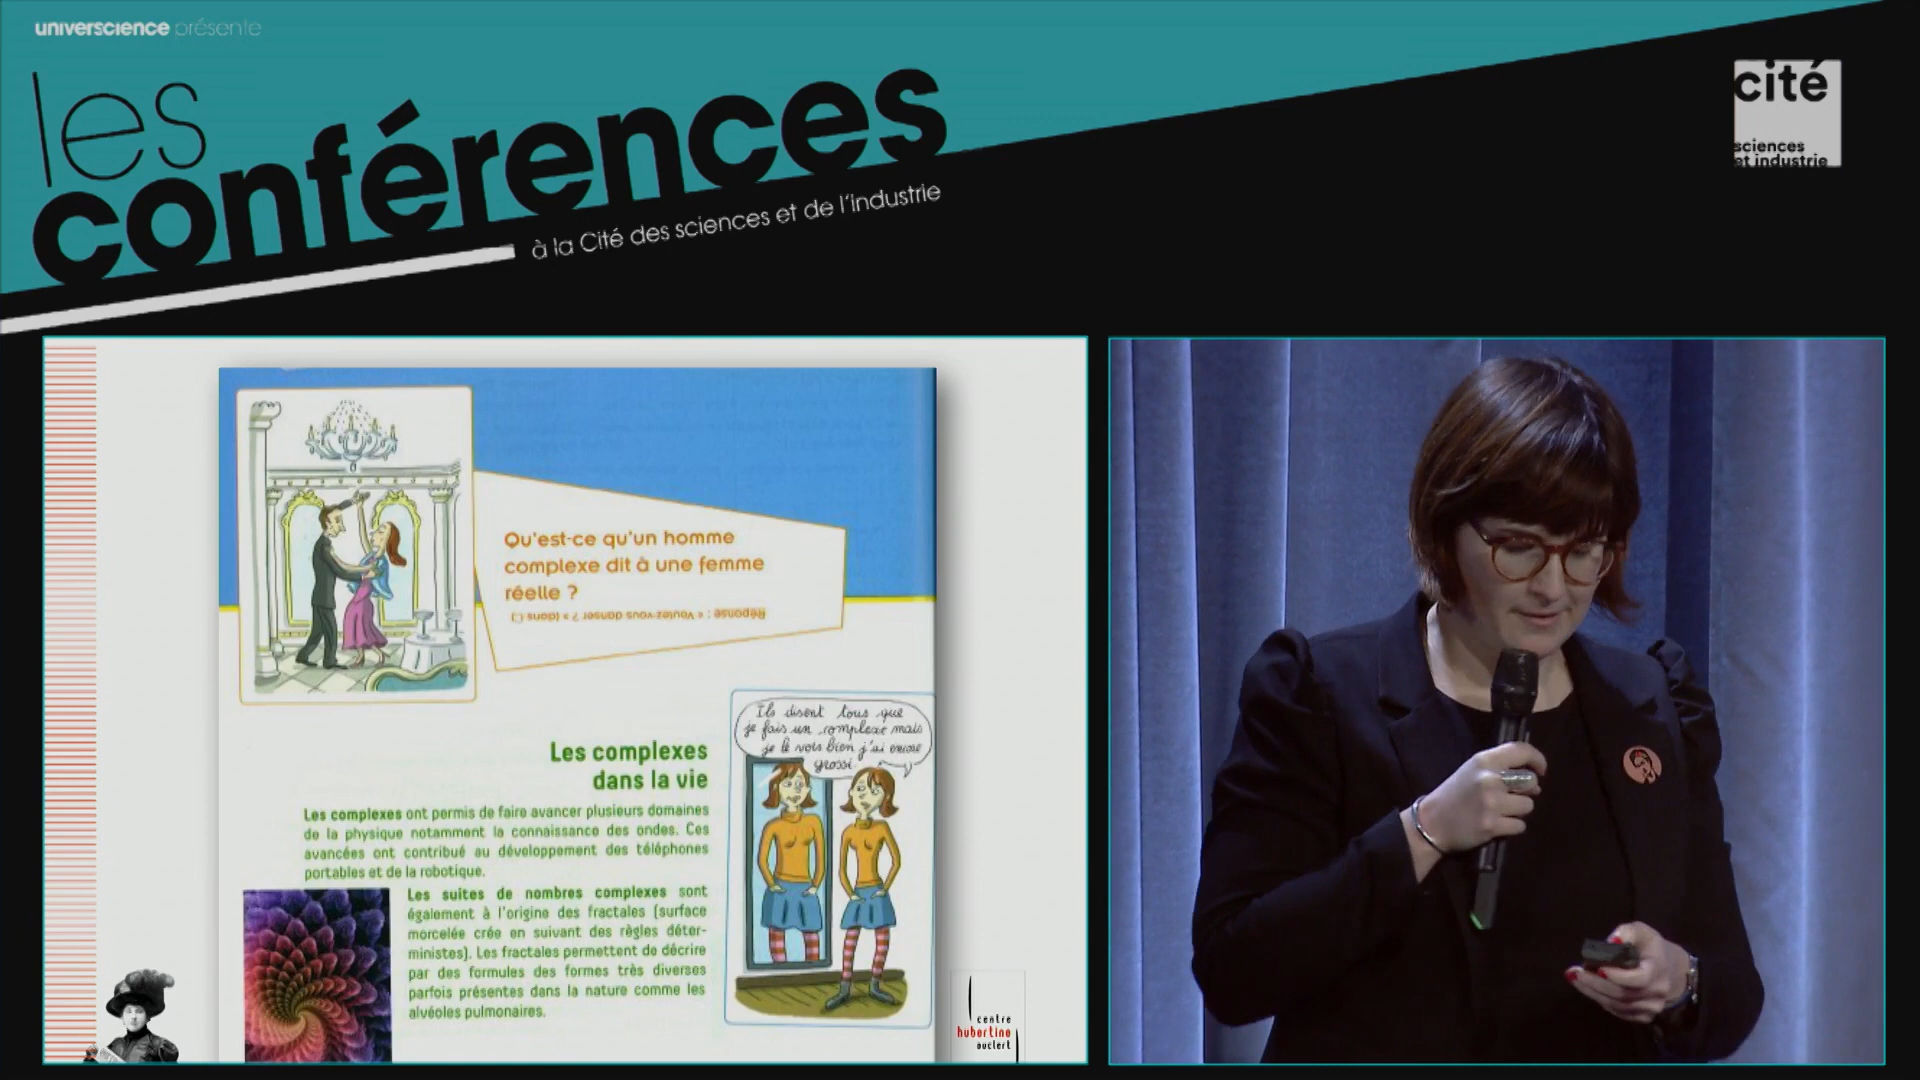 universcience présente
les
conférences
à la Cité des sciences et de l'industrie
cité
sciences
et industrie
Qu'est-ce qu'un homme
complexe dit à une femme
réelle ?
Réponse : « Voulez-vous danser ? » (dans ℂ)
Ils disent tous que
je fais un complexe mais
je le vois bien j'ai encore
grossi.
Les complexes
dans la vie
Les complexes ont permis de faire avancer plusieurs domaines
de la physique notamment la connaissance des ondes. Ces
avancées ont contribué au développement des téléphones
portables et de la robotique.
Les suites de nombres complexes sont
également à l'origine des fractales (surface
morcelée crée en suivant des règles déter-
ministes). Les fractales permettent de décrire
par des formules des formes très diverses
parfois présentes dans la nature comme les
alvéoles pulmonaires.
centre
hubertine
auclert